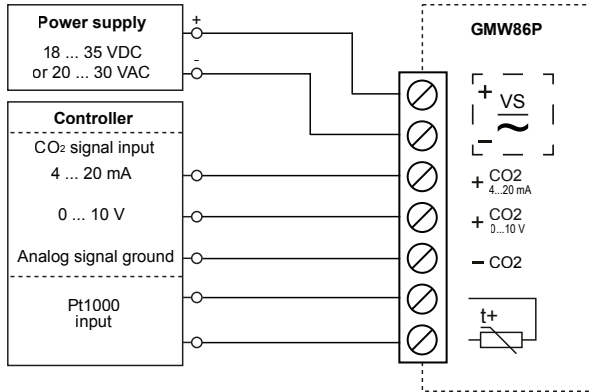 Power supply
18 ... 35 VDC
or 20 ... 30 VAC
+
-
Controller
CO2 signal input
4 ... 20 mA
0 ... 10 V
Analog signal ground
Pt1000
input
GMW86P
+ VS
−
+ CO2
4...20 mA
+ CO2
0...10 V
− CO2
t+